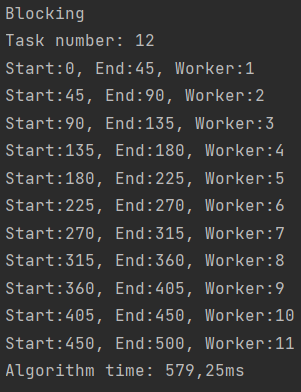 Blocking
Task number: 12
Start:0, End:45, Worker:1
Start:45, End:90, Worker:2
Start:90, End:135, Worker:3
Start:135, End:180, Worker:4
Start:180, End:225, Worker:5
Start:225, End:270, Worker:6
Start:270, End:315, Worker:7
Start:315, End:360, Worker:8
Start:360, End:405, Worker:9
Start:405, End:450, Worker:10
Start:450, End:500, Worker:11
Algorithm time: 579,25ms